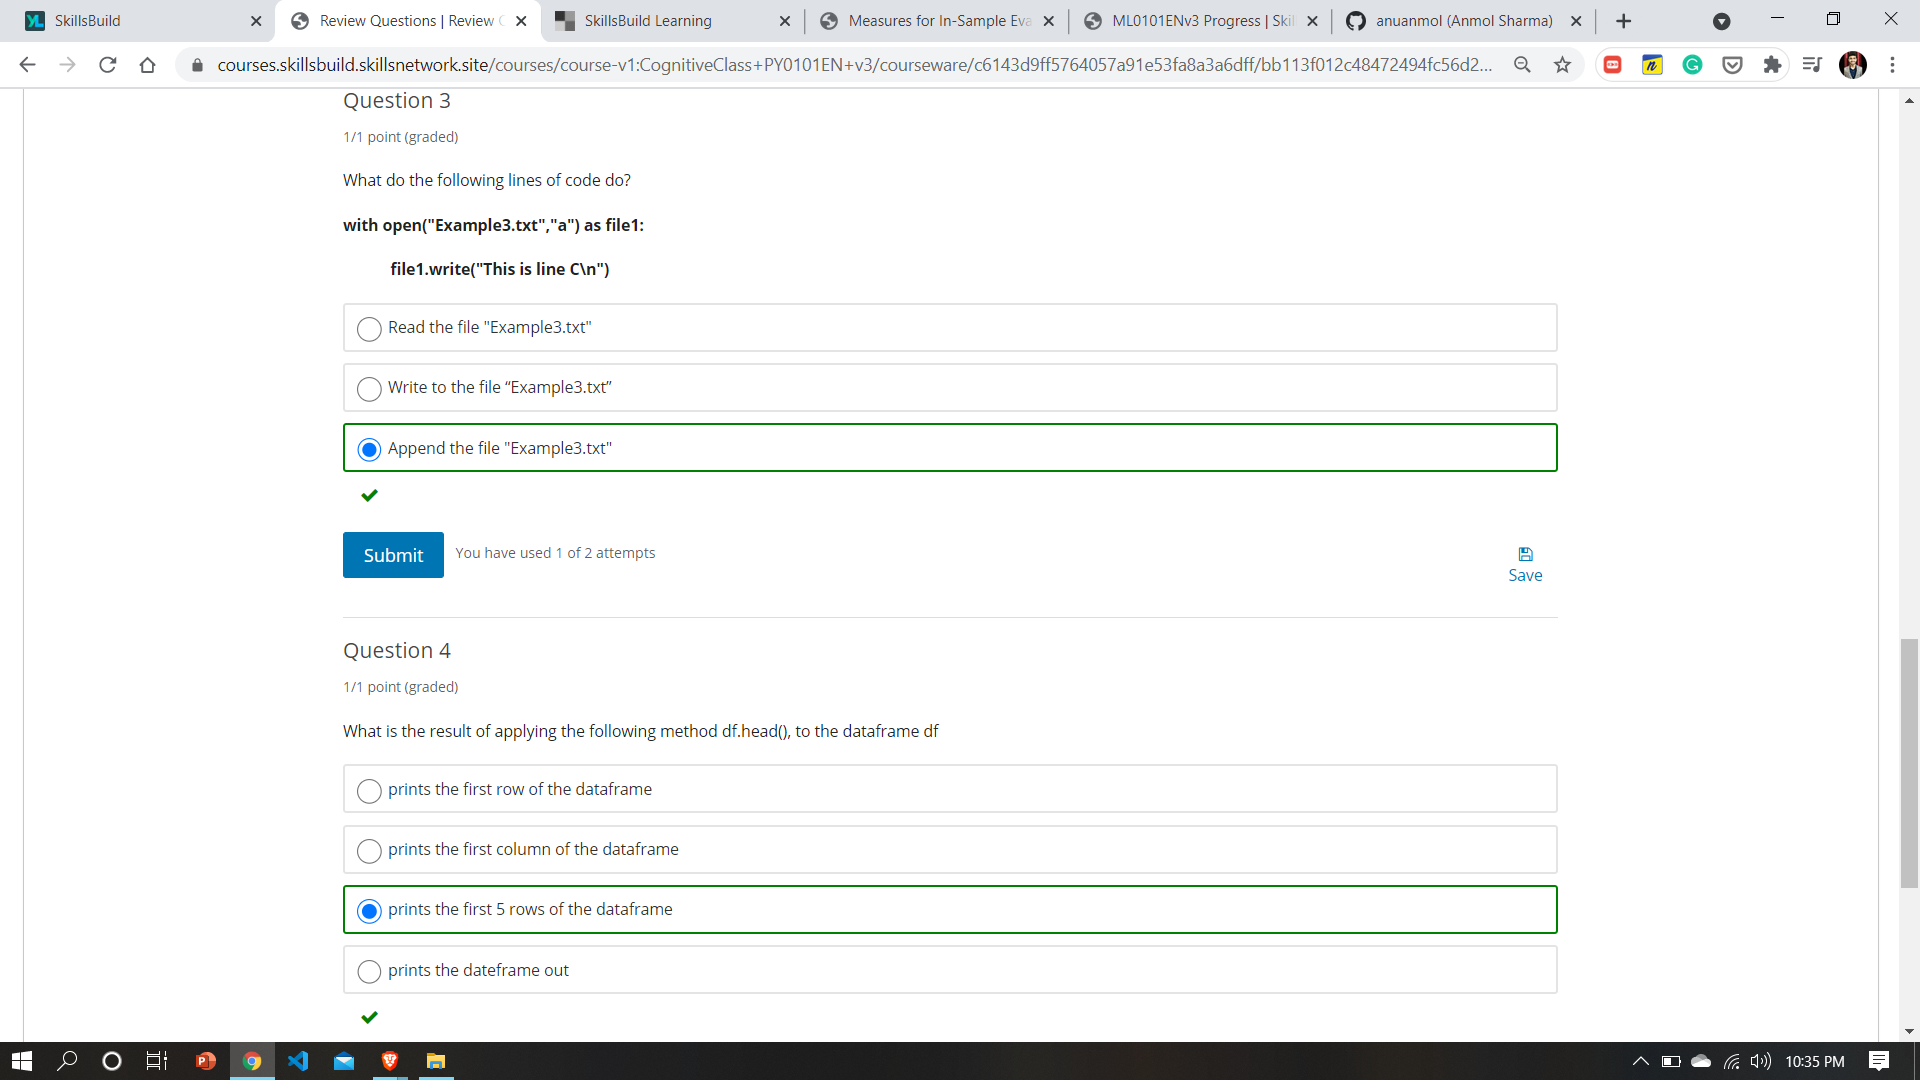 SkillsBuild
Review Questions | Review
SkillsBuild Learning
Measures for In-Sample Eva
ML0101ENv3 Progress | Skil
anuanmol (Anmol Sharma)
courses.skillsbuild.skillsnetwork.site/courses/course-v1:CognitiveClass+PY0101EN+v3/courseware/c6143d9ff5764057a91e53fa8a3a6dff/bb113f012c48472494fc56d2...
Question 3
1/1 point (graded)
What do the following lines of code do?
with open("Example3.txt","a") as file1:
file1.write("This is line C\n")
Read the file "Example3.txt"
Write to the file “Example3.txt”
Append the file "Example3.txt"
Submit
You have used 1 of 2 attempts
Save
Question 4
1/1 point (graded)
What is the result of applying the following method df.head(), to the dataframe df
prints the first row of the dataframe
prints the first column of the dataframe
prints the first 5 rows of the dataframe
prints the dateframe out
10:35 PM